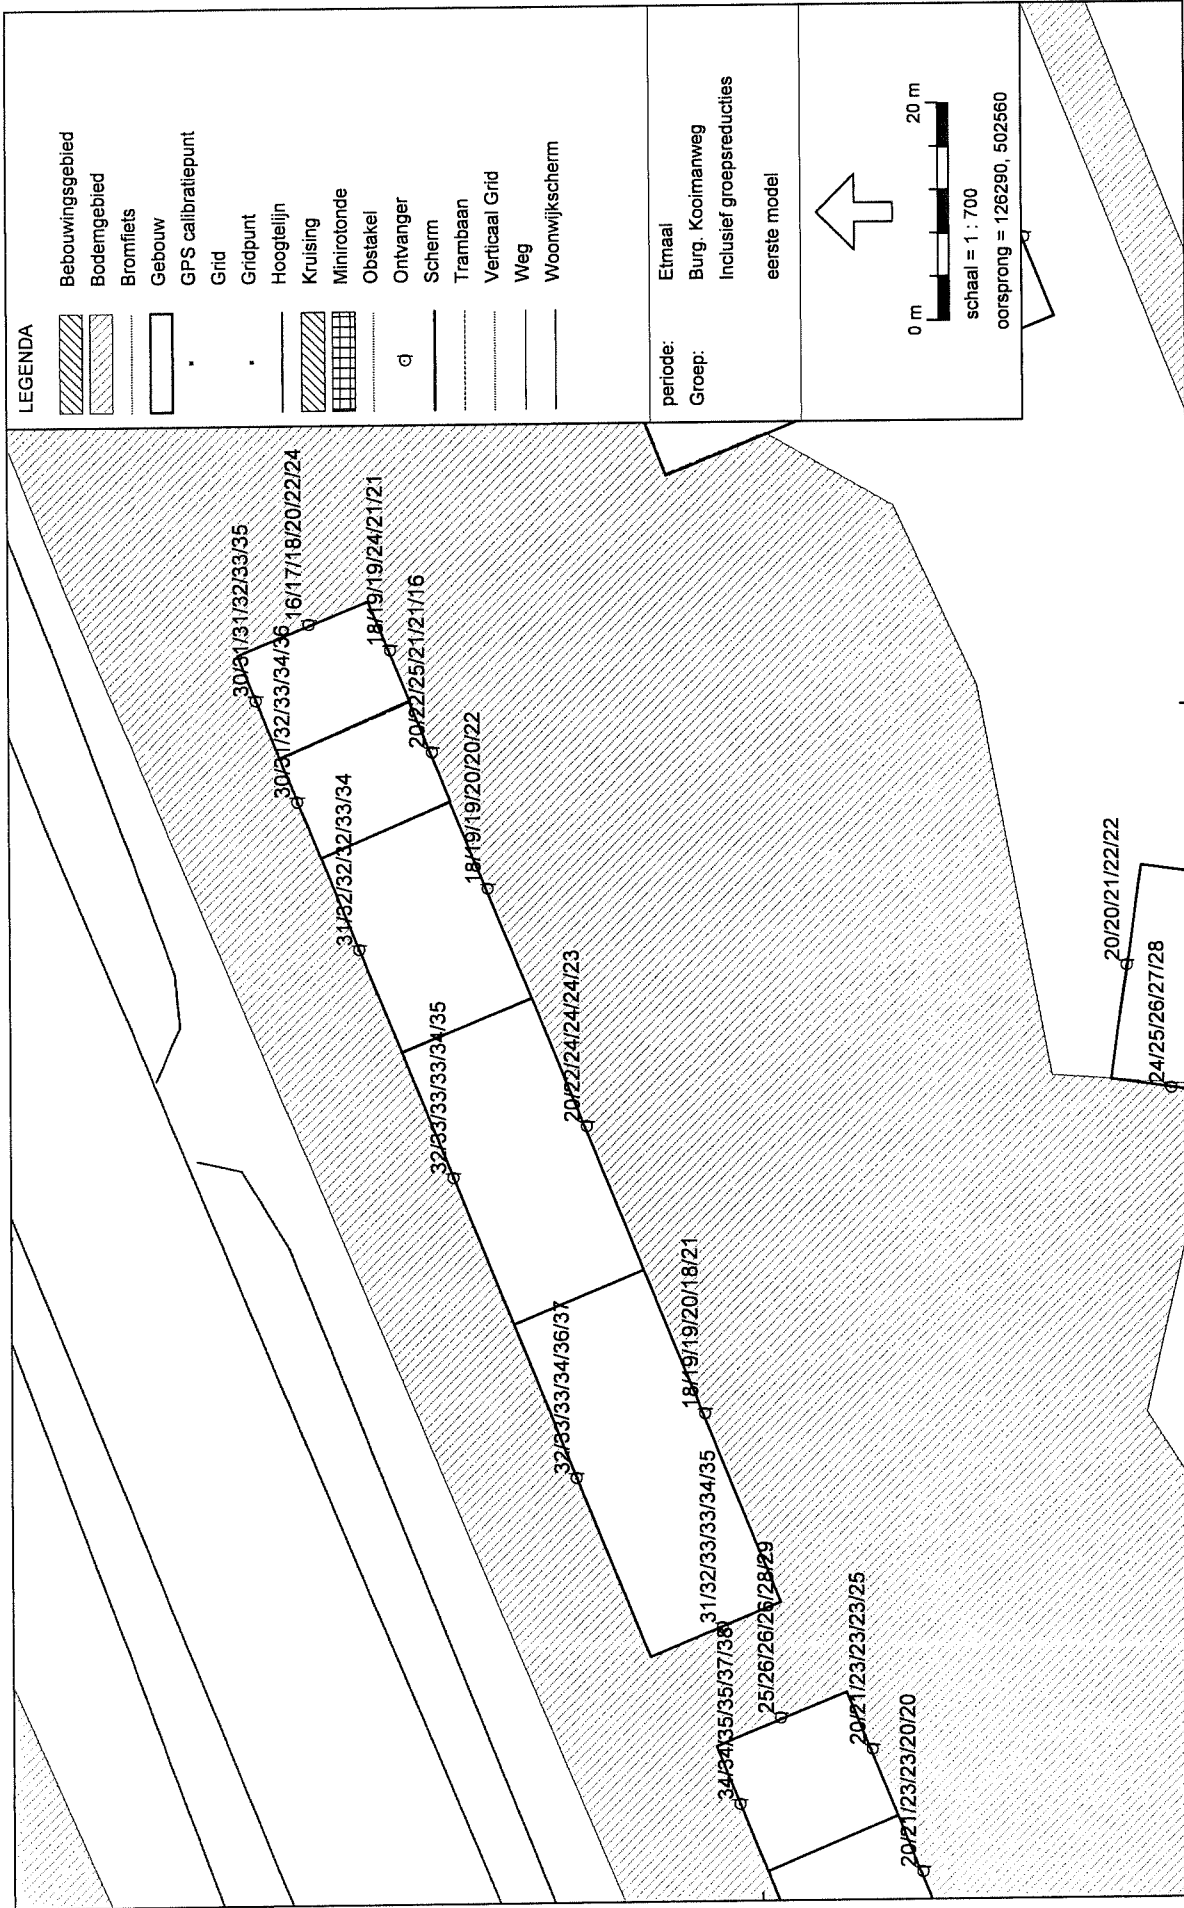 LEGENDA
Bebouwingsgebied
Bodemgebied
Bromfiets
Gebouw
GPS calibratiepunt
Grid
Gridpunt
Hoogtelijn
Kruising
Minirotonde
Obstakel
Ontvanger
Scherm
Trambaan
Verticaal Grid
Weg
Woonwijkscherm
periode: Etmaal
Groep: Burg. Kooimanweg
Inclusief groepsreducties
eerste model
0 m 20 m
schaal = 1 : 700
oorsprong = 126290, 502560
30/31/31/32/33/35
16/17/18/20/22/24
30/31/32/33/34/36
18/19/19/24/21/21
20/22/25/21/21/16
31/32/32/32/33/34
18/19/19/20/20/22
32/33/33/33/34/35
20/22/24/24/24/23
32/33/33/34/36/37
18/19/19/20/18/21
31/32/33/33/34/35
34/34/35/35/37/38
25/26/26/26/28/29
20/21/23/23/23/25
20/21/23/23/20/20
20/20/21/22/22
24/25/26/27/28